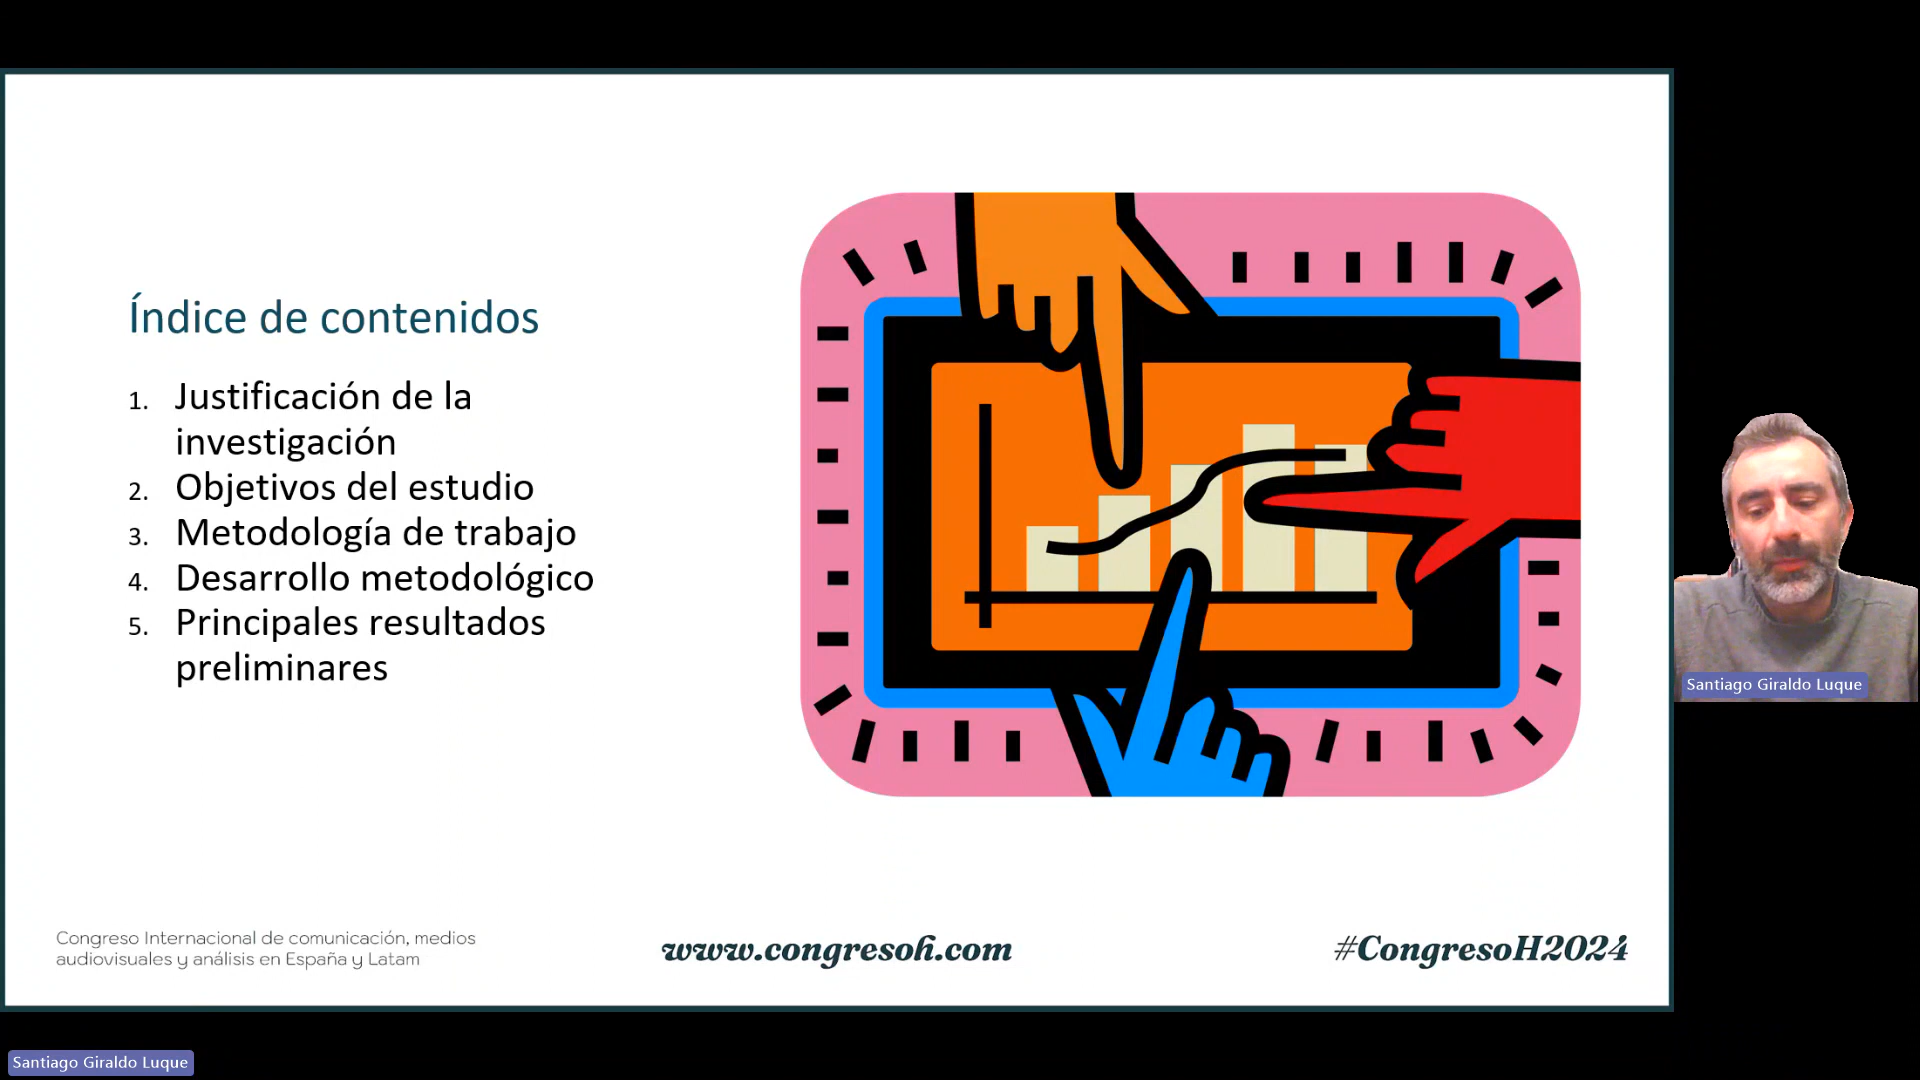 Índice de contenidos
1. Justificación de la
investigación
2. Objetivos del estudio
3. Metodología de trabajo
4. Desarrollo metodológico
5. Principales resultados
preliminares
Santiago Giraldo Luque
Congreso Internacional de comunicación, medios
audiovisuales y análisis en España y Latam
www.congresoh.com
#CongresoH2024
Santiago Giraldo Luque